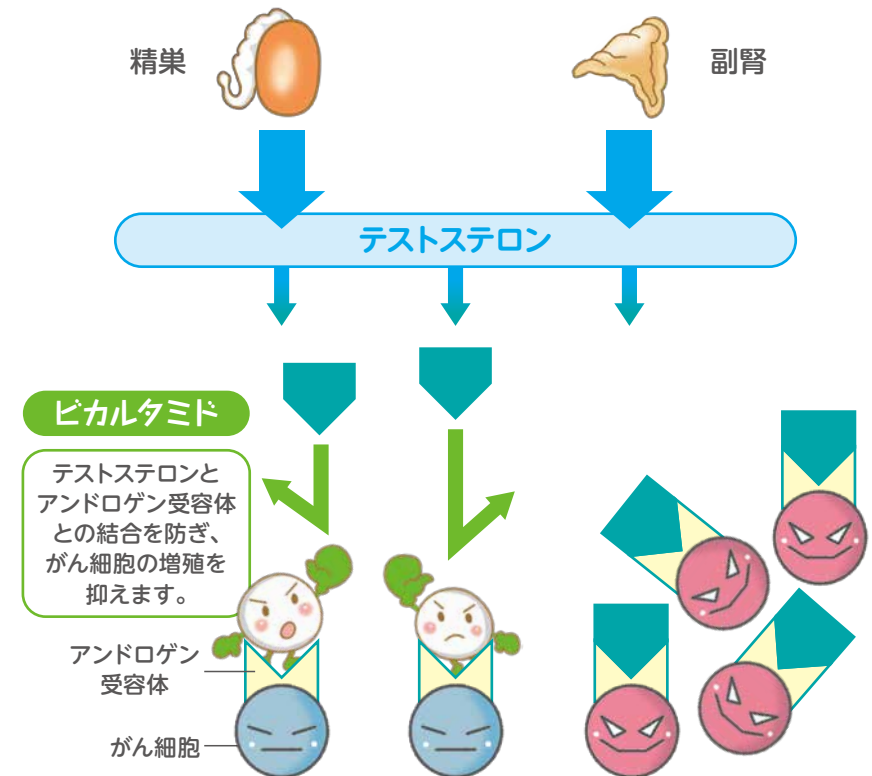 精巣
副腎
テストステロン
ビカルタミド
テストステロンと
アンドロゲン受容体
との結合を防ぎ、
がん細胞の増殖を
抑えます。
アンドロゲン
受容体
がん細胞